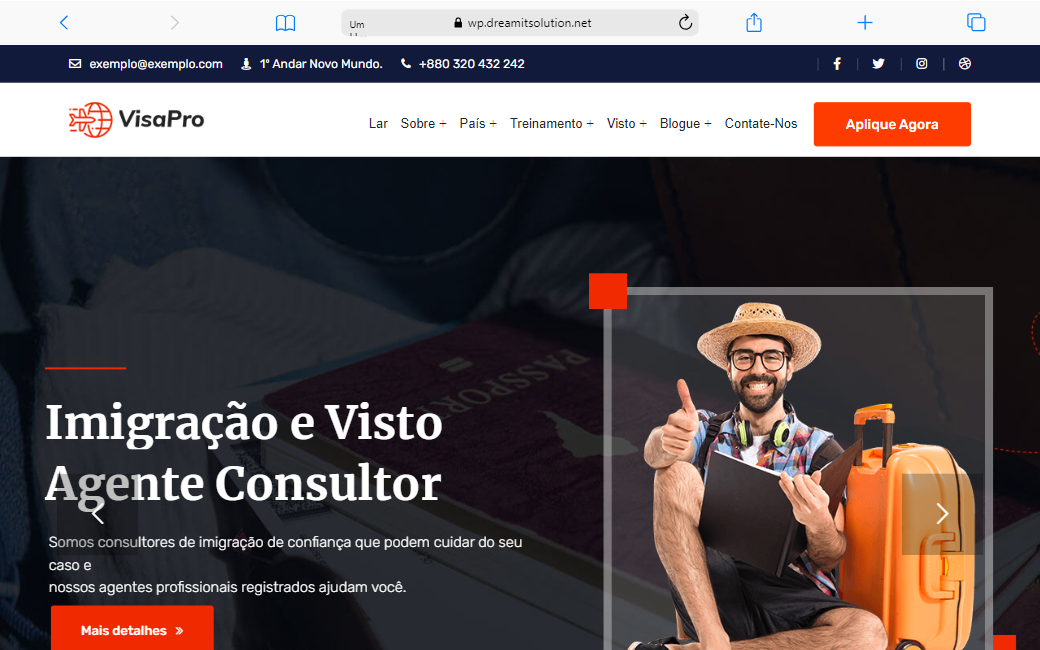 Um
wp.dreamitsolution.net
exemplo@exemplo.com
1º Andar Novo Mundo.
+880 320 432 242
VisaPro
Lar
Sobre +
País +
Treinamento +
Visto +
Blogue +
Contate-Nos
Aplique Agora
PASSPORT
Imigração e Visto
Agente Consultor
Somos consultores de imigração de confiança que podem cuidar do seu
caso e
nossos agentes profissionais registrados ajudam você.
Mais detalhes »